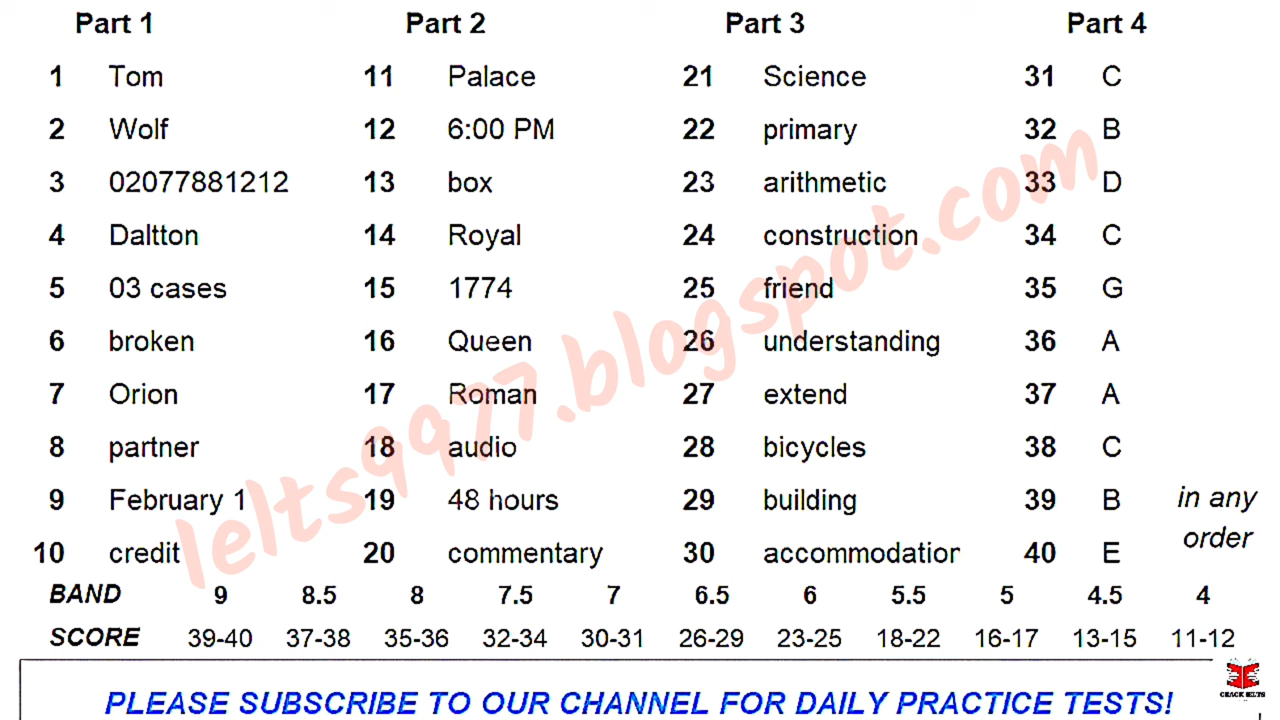 Part 1 Part 2 Part 3 Part 4
1 Tom 11 Palace 21 Science 31 C
2 Wolf 12 6:00 PM 22 primary 32 B
3 02077881212 13 box 23 arithmetic 33 D
4 Daltton 14 Royal 24 construction 34 C
5 03 cases 15 1774 25 friend 35 G
6 broken 16 Queen 26 understanding 36 A
7 Orion 17 Roman 27 extend 37 A
8 partner 18 audio 28 bicycles 38 C
9 February 1 19 48 hours 29 building 39 B in any
10 credit 20 commentary 30 accommodation 40 E order
BAND 9 8.5 8 7.5 7 6.5 6 5.5 5 4.5 4
SCORE 39-40 37-38 35-36 32-34 30-31 26-29 23-25 18-22 16-17 13-15 11-12
PLEASE SUBSCRIBE TO OUR CHANNEL FOR DAILY PRACTICE TESTS!
CRACK IELTS
Ielts9977.blogspot.com